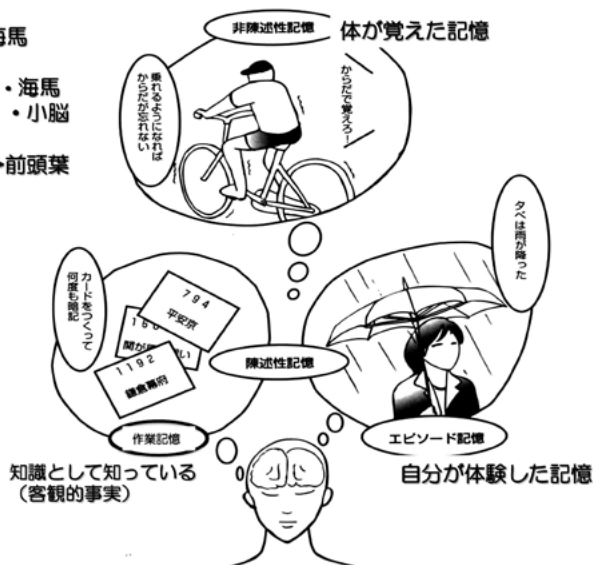 海馬
・海馬
・小脳
前頭葉
非陳述性記憶
体が覚えた記憶
乗れるようになれば
からだが忘れない
からだで覚えろー!
夕べは雨が降った
カードをつくって
何度も暗記
794
平安京
関が
い
1192
鎌倉幕府
陳述性記憶
作業記憶
エピソード記憶
知識として知っている
(客観的事実)
自分が体験した記憶